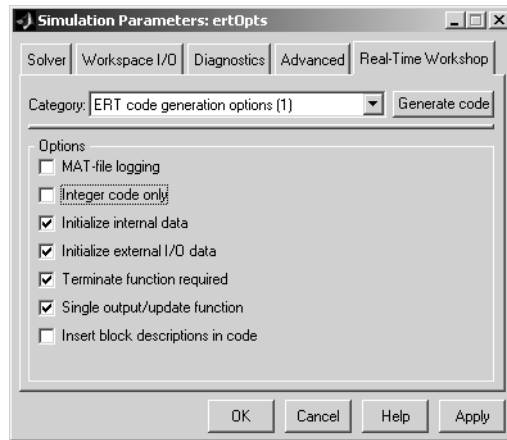 Simulation Parameters: ertOpts
Solver Workspace I/O Diagnostics Advanced Real-Time Workshop
Category: ERT code generation options (1) Generate code
Options
MAT-file logging
Integer code only
Initialize internal data
Initialize external I/O data
Terminate function required
Single output/update function
Insert block descriptions in code
OK Cancel Help Apply